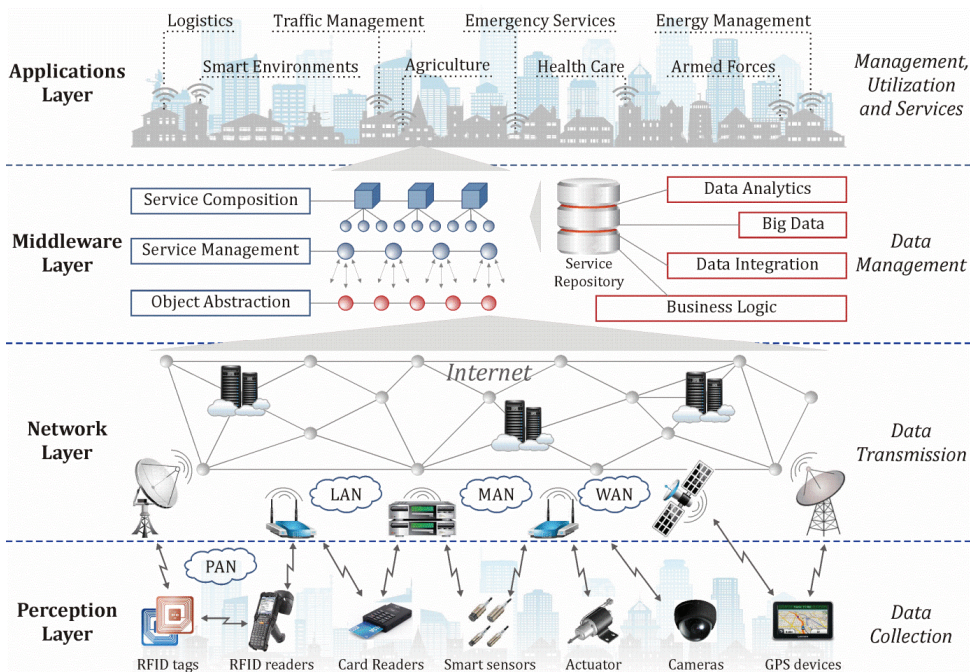 Logistics
Traffic Management
Emergency Services
Energy Management
Smart Environments
Agriculture
Health Care
Armed Forces
Applications
Layer
Management,
Utilization
and Services
Service Composition
Service Management
Object Abstraction
Middleware
Layer
Service
Repository
Data Analytics
Big Data
Data Integration
Business Logic
Data
Management
Internet
Network
Layer
LAN
MAN
WAN
Data
Transmission
PAN
Perception
Layer
RFID tags
RFID readers
Card Readers
Smart sensors
Actuator
Cameras
GPS devices
Data
Collection